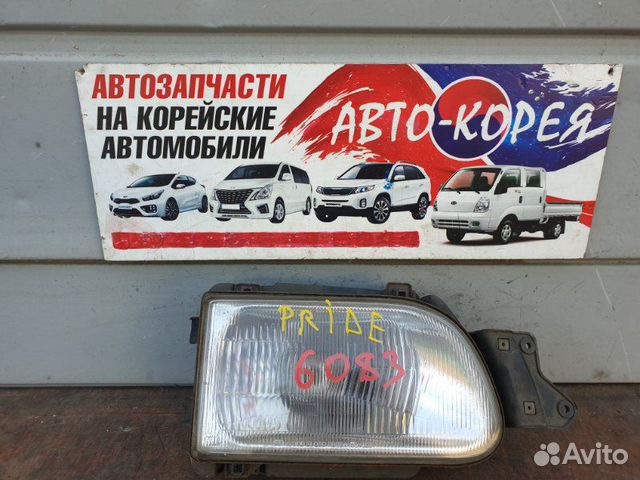 АВТОЗАПЧАСТИ
НА КОРЕЙСКИЕ
АВТОМОБИЛИ
АВТО-КОРЕЯ
PRIDE
6083
Avito